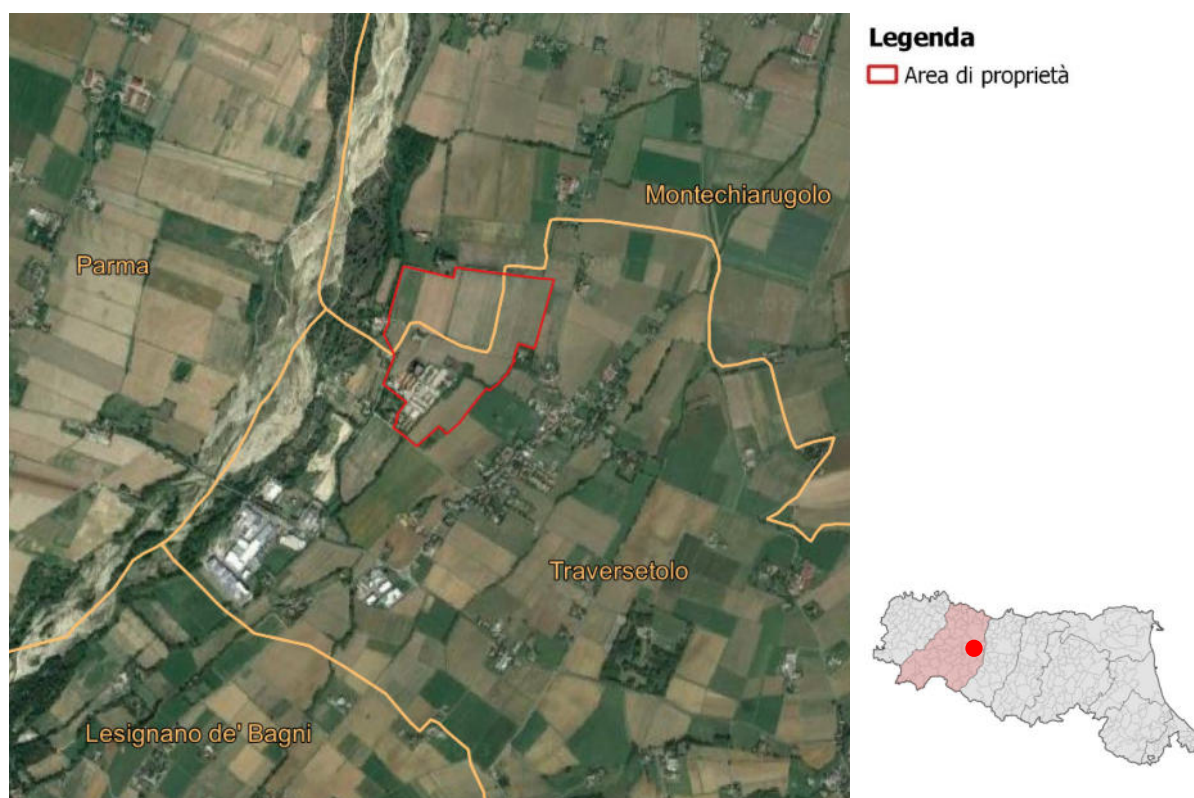 Legenda
Area di proprietà
Montechiarugolo
Parma
Traversetolo
Lesignano de' Bagni